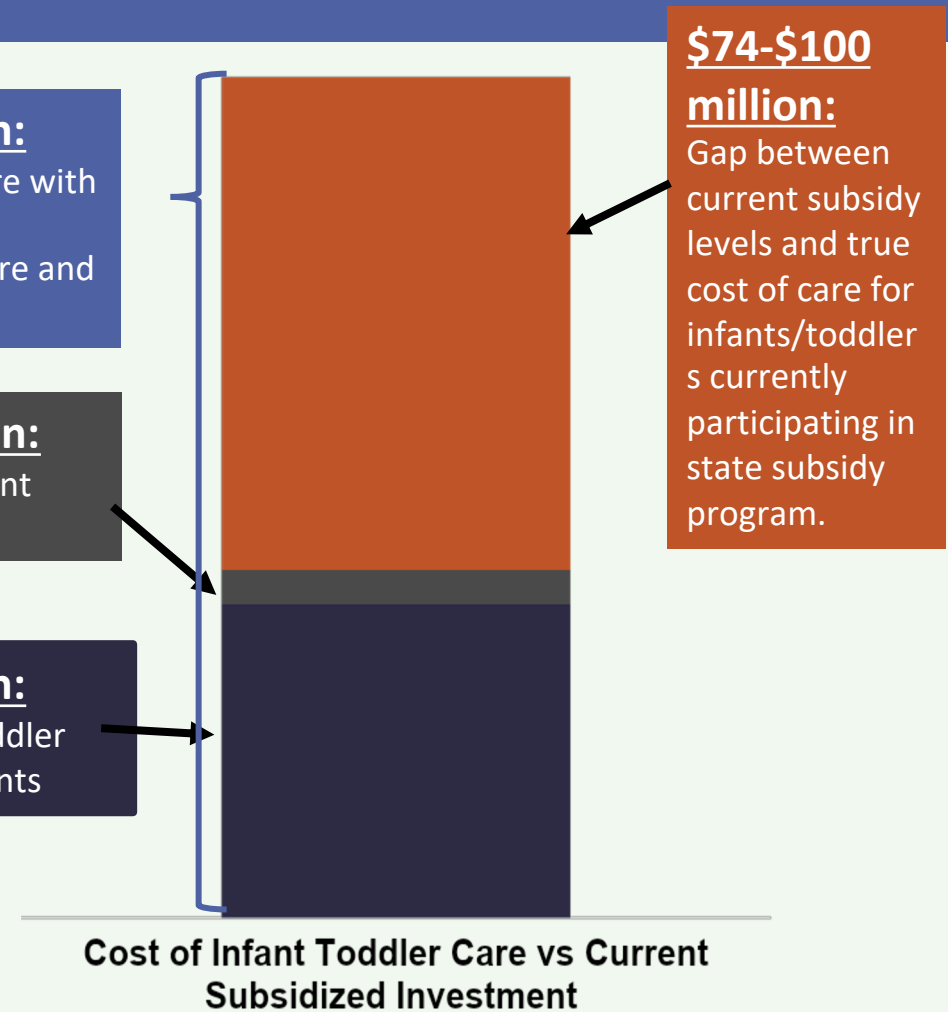 $74-$100
million:
Gap between
current subsidy
levels and true
cost of care for
infants/toddler
s currently
participating in
state subsidy
program.
n:
re with
re and
n:
nt
n:
ddler
nts
Cost of Infant Toddler Care vs Current
Subsidized Investment